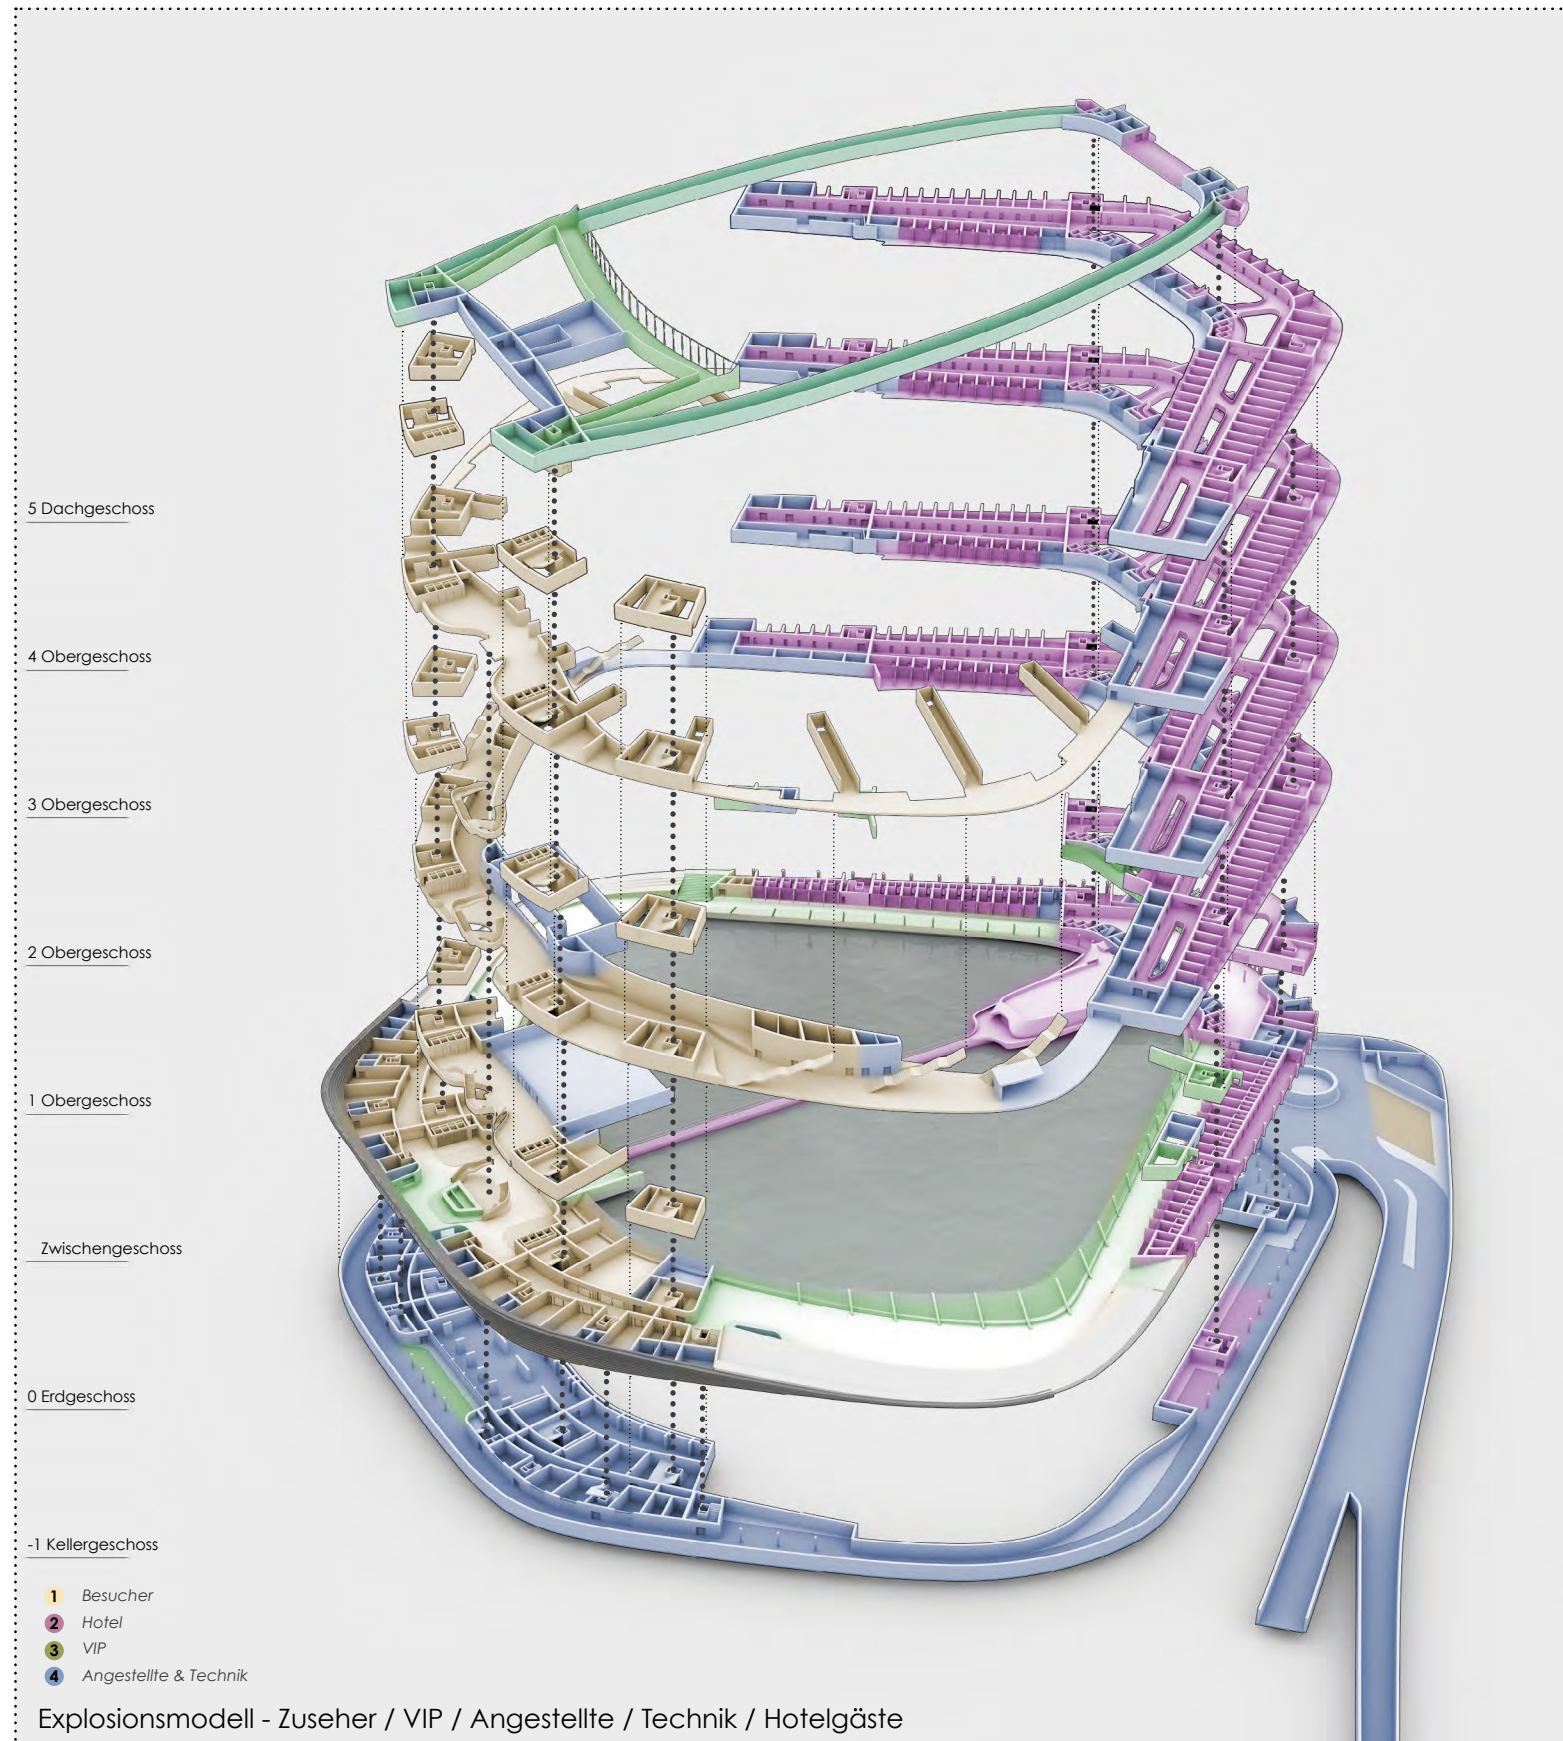 5 Dachgeschoss
4 Obergeschoss
3 Obergeschoss
2 Obergeschoss
1 Obergeschoss
Zwischengeschoss
0 Erdgeschoss
-1 Kellergeschoss
1 Besucher
2 Hotel
3 VIP
4 Angestellte & Technik
Explosionsmodell - Zuseher / VIP / Angestellte / Technik / Hotelgäste